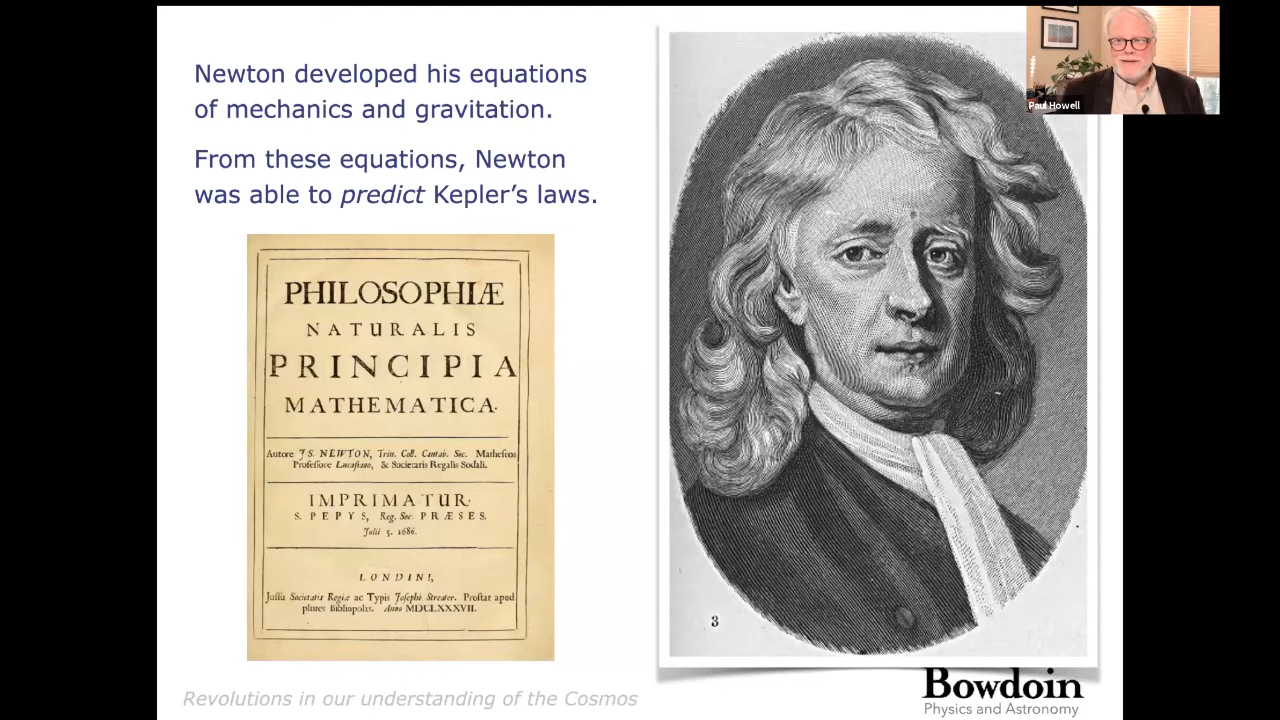 Newton developed his equations
of mechanics and gravitation.
From these equations, Newton
was able to predict Kepler’s laws.
PHILOSOPHIÆ
NATURALIS
PRINCIPIA
MATHEMATICA.
Autore JS. NEWTON, Trin. Coll. Cantab. Soc. Matheseos
Professore Lucasiano, & Societatis Regalis Sodali.
IMPRIMATUR.
S. PEPYS, Reg. Soc. PRÆSES.
Julii 5. 1686.
LONDINI,
Jussu Societatis Regiæ ac Typis Josephi Streater. Prostat apud
plures Bibliopolas. Anno MDCLXXXVII.
3
Paul Howell
Revolutions in our understanding of the Cosmos
Bowdoin
Physics and Astronomy